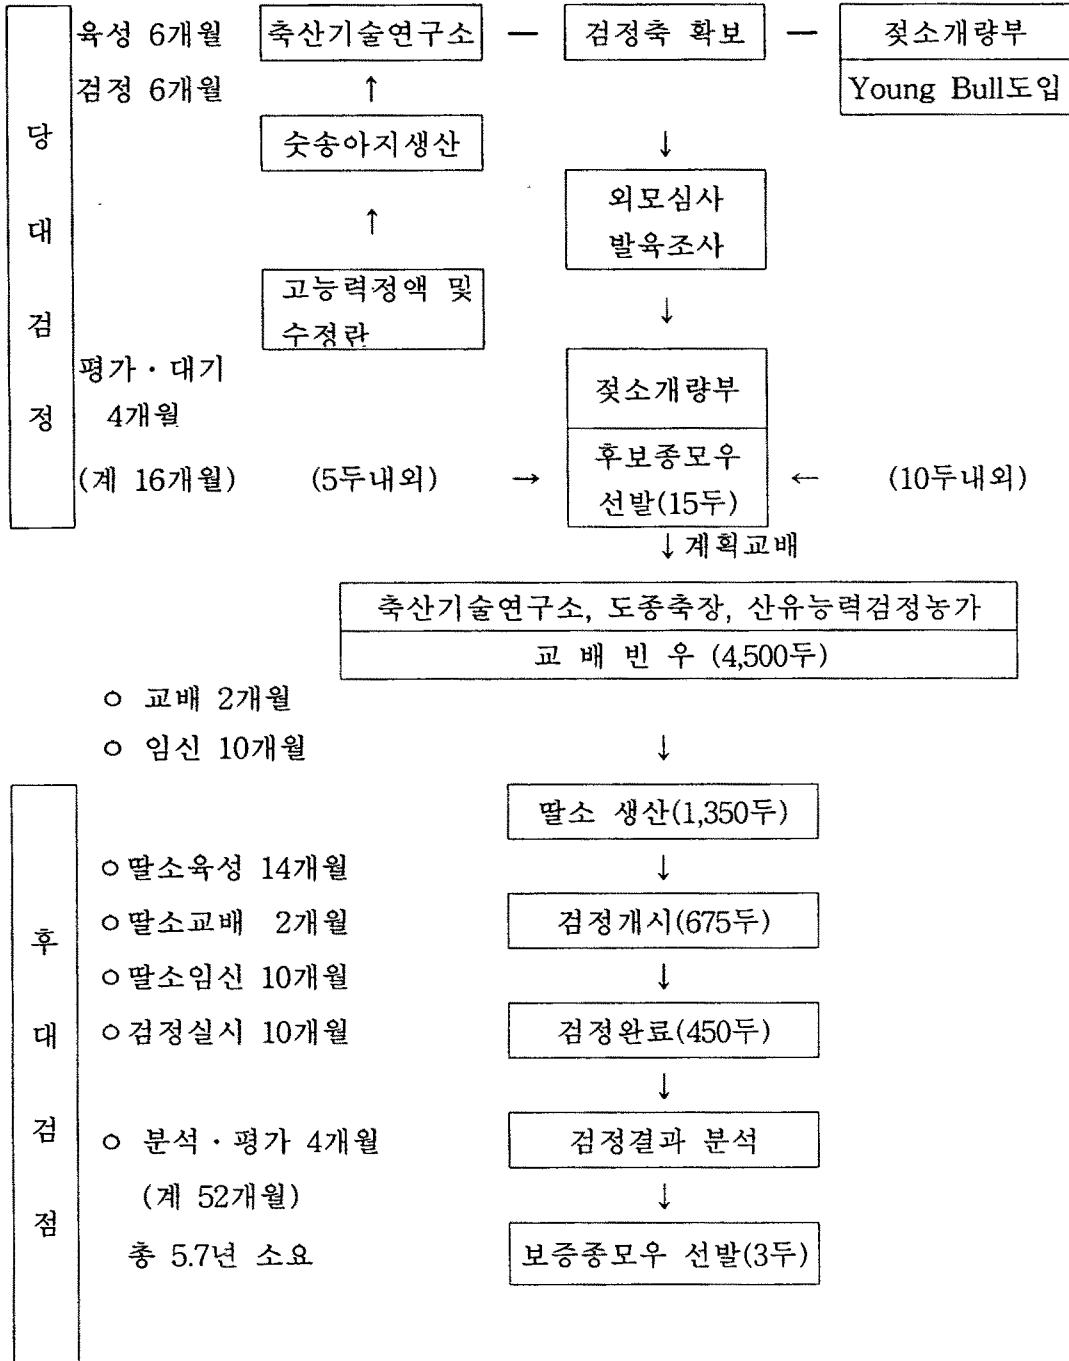 당
대
검
정
육성 6개월
검정 6개월
평가·대기
4개월
(계 16개월)
축산기술연구소
↑
숫송아지생산
↑
고능력정액 및
수정란
(5두내외)
→
— 검정축 확보 —
↓
외모심사
발육조사
↓
젖소개량부
후보종모우
선발(15두)
젖소개량부
Young Bull도입
←
(10두내외)
↓계획교배
축산기술연구소, 도종축장, 산유능력검정농가
교 배 빈 우 (4,500두)
○ 교배 2개월
○ 임신 10개월
↓
후
대
검
점
딸소 생산(1,350두)
○딸소육성 14개월
↓
○딸소교배 2개월
검정개시(675두)
○딸소임신 10개월
↓
○검정실시 10개월
검정완료(450두)
↓
○ 분석·평가 4개월
검정결과 분석
(계 52개월)
↓
총 5.7년 소요
보증종모우 선발(3두)